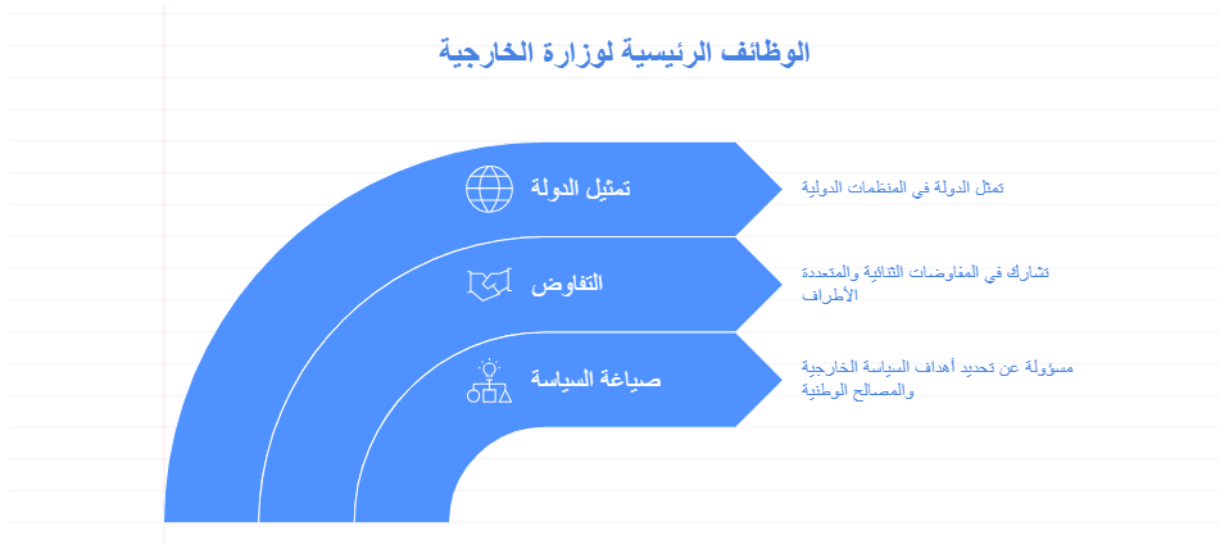 الوظائف الرئيسية لوزارة الخارجية
تمثيل الدولة
تمثل الدولة في المنظمات الدولية
التفاوض
تشارك في المفاوضات الثنائية والمتعددة
الأطراف
صياغة السياسة
مسؤولة عن تحديد أهداف السياسة الخارجية
والمصالح الوطنية